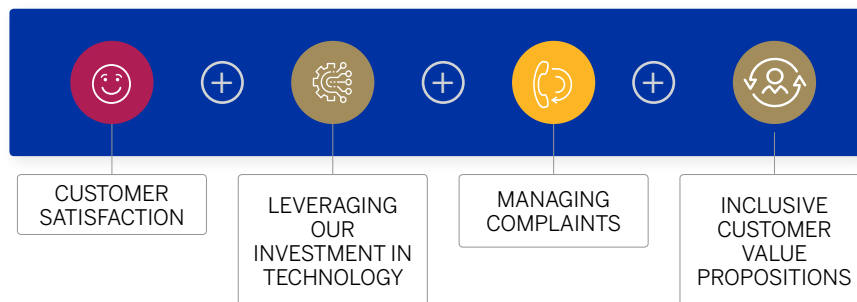 CUSTOMER
SATISFACTION
LEVERAGING
OUR
INVESTMENT IN
TECHNOLOGY
MANAGING
COMPLAINTS
INCLUSIVE
CUSTOMER
VALUE
PROPOSITIONS